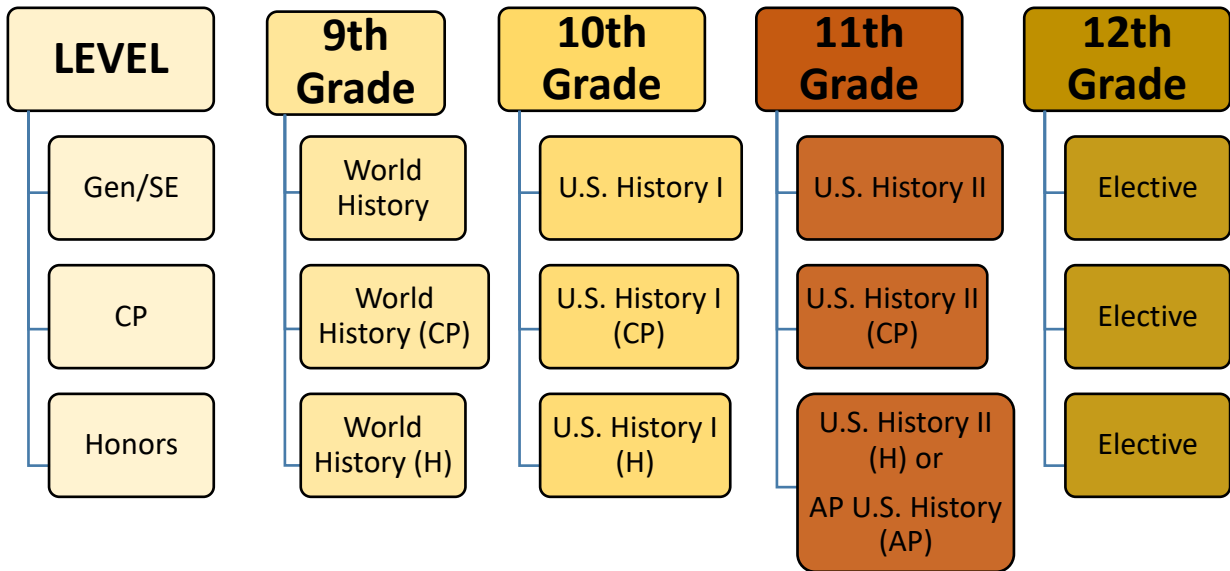 LEVEL
Gen/SE
CP
Honors
9th
Grade
World
History
World
History (CP)
World
History (H)
10th
Grade
U.S. History I
U.S. History I
(CP)
U.S. History I
(H)
11th
Grade
U.S. History II
U.S. History II
(CP)
U.S. History II
(H) or
AP U.S. History
(AP)
12th
Grade
Elective
Elective
Elective